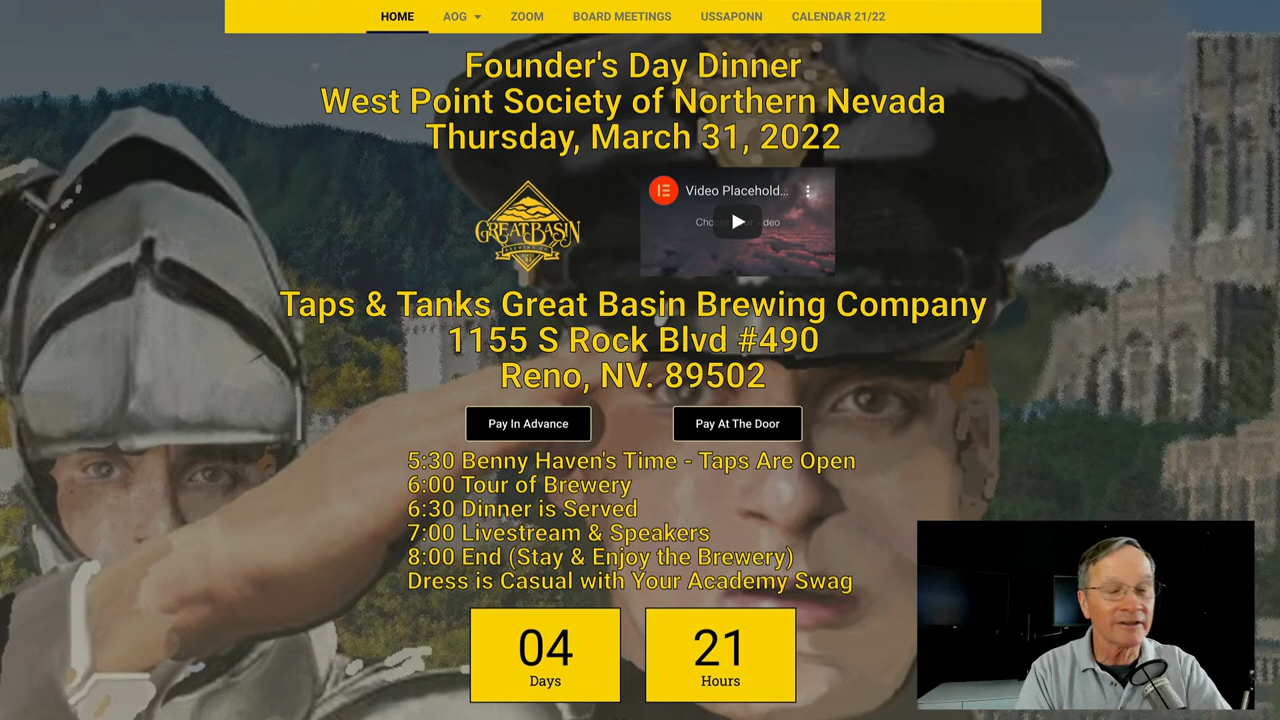 HOME AOG ZOOM BOARD MEETINGS USSAPONN CALENDAR 21/22
Founder's Day Dinner
West Point Society of Northern Nevada
Thursday, March 31, 2022
GREAT BASIN
Video Placehold...
Taps & Tanks Great Basin Brewing Company
1155 S Rock Blvd #490
Reno, NV. 89502
Pay In Advance Pay At The Door
5:30 Benny Haven's Time - Taps Are Open
6:00 Tour of Brewery
6:30 Dinner is Served
7:00 Livestream & Speakers
8:00 End (Stay & Enjoy the Brewery)
Dress is Casual with Your Academy Swag
04 21
Days Hours